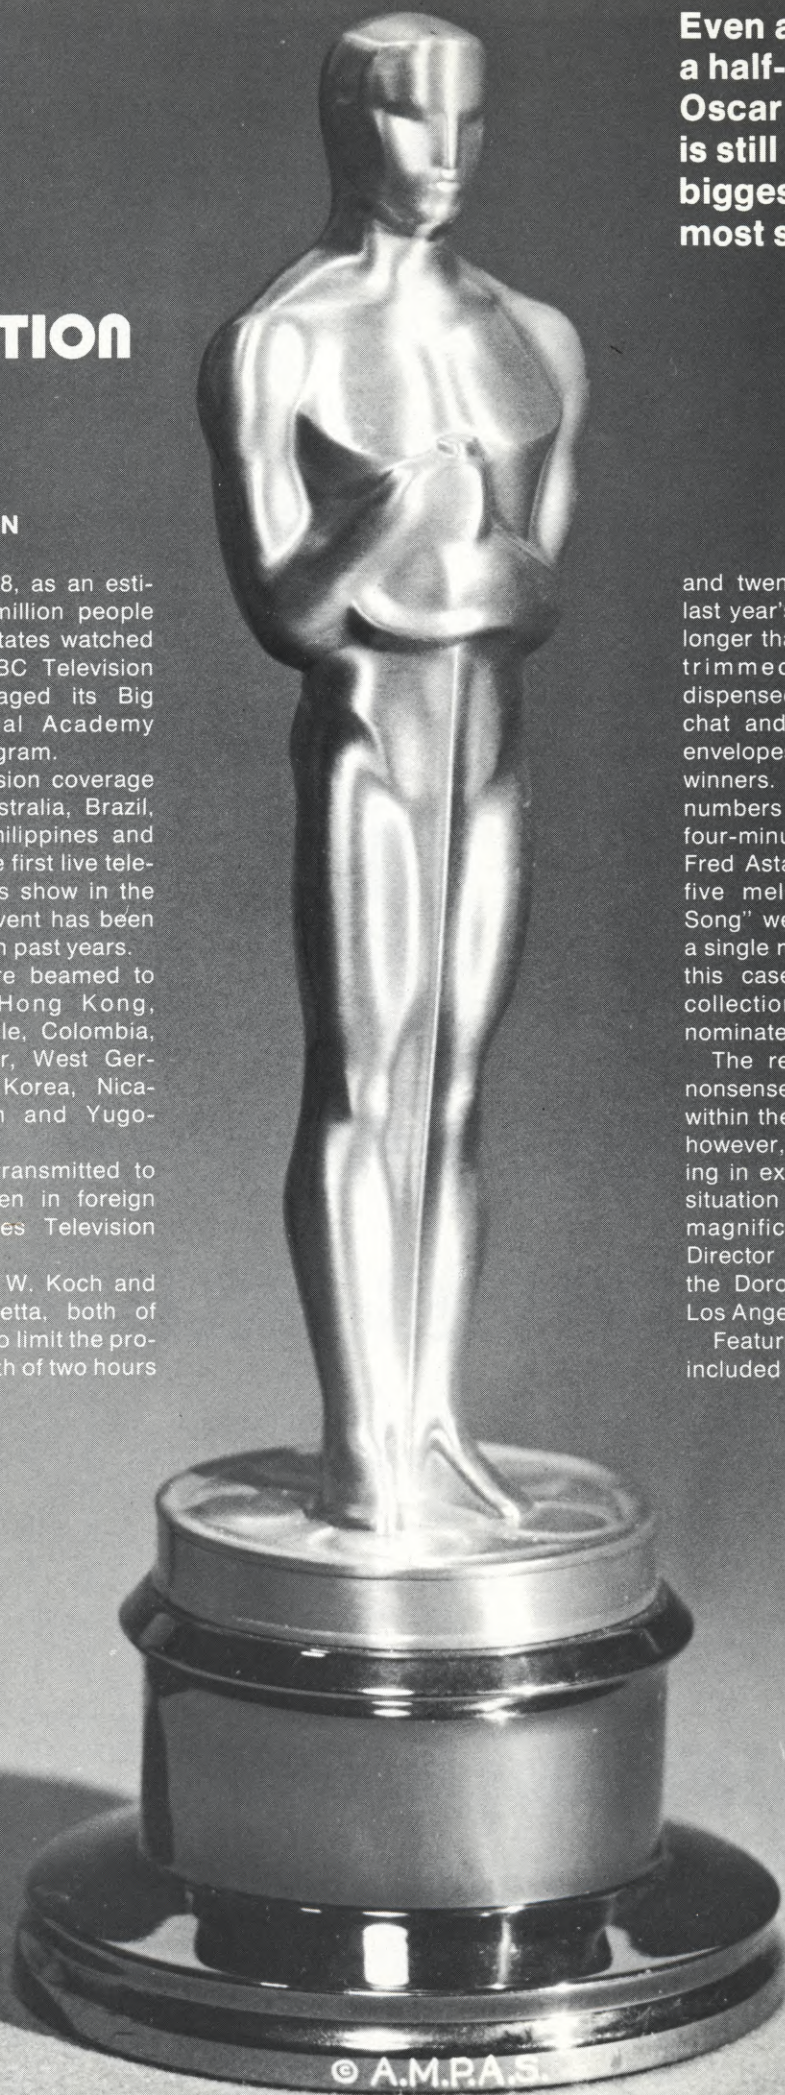 TION
N
8, as an esti-
million people
tates watched
BC Television
aged its Big
al Academy
gram.
sion coverage
stralia, Brazil,
hilippines and
e first live tele-
s show in the
vent has been
n past years.
re beamed to
Hong Kong,
le, Colombia,
r, West Ger-
Korea, Nica-
n and Yugo-
ransmitted to
en in foreign
es Television
W. Koch and
etta, both of
o limit the pro-
th of two hours
Even a
a half-
Oscar
is still
bigges
most s
and twen
last year's
longer tha
trimmed
dispensed
chat and
envelopes
winners.
numbers
four-minu
Fred Asta
five mel
Song" we
a single n
this case
collection
nominate
The re
nonsense
within the
however,
ing in ex
situation
magnific
Director
the Doro
Los Ange
Featur
included
© A.M.P.A.S.